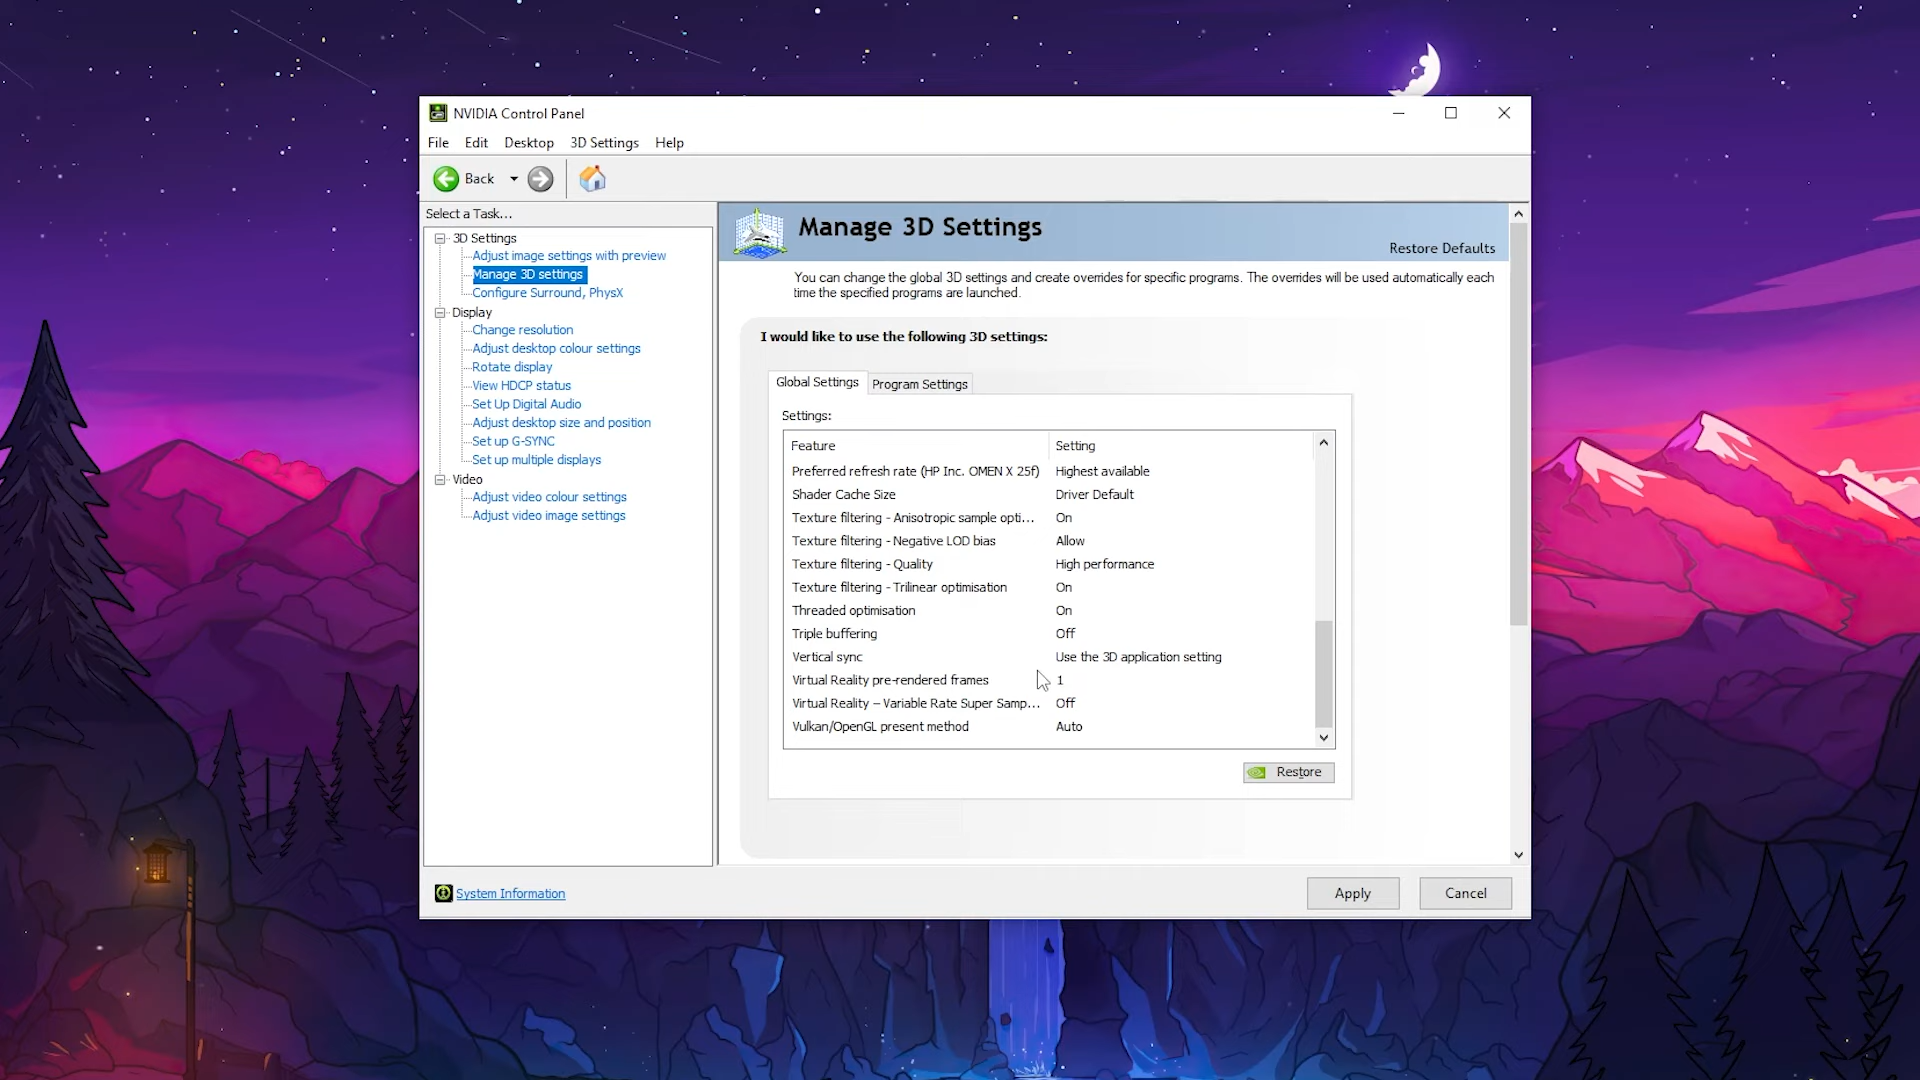 NVIDIA Control Panel
File Edit Desktop 3D Settings Help
Back
Select a Task...
3D Settings
Adjust image settings with preview
Manage 3D settings
Configure Surround, PhysX
Display
Change resolution
Adjust desktop colour settings
Rotate display
View HDCP status
Set Up Digital Audio
Adjust desktop size and position
Set up G-SYNC
Set up multiple displays
Video
Adjust video colour settings
Adjust video image settings
System Information
Manage 3D Settings
Restore Defaults
You can change the global 3D settings and create overrides for specific programs. The overrides will be used automatically each
time the specified programs are launched.
I would like to use the following 3D settings:
Global Settings Program Settings
Settings:
Feature Setting
Preferred refresh rate (HP Inc. OMEN X 25f) Highest available
Shader Cache Size Driver Default
Texture filtering - Anisotropic sample opti... On
Texture filtering - Negative LOD bias Allow
Texture filtering - Quality High performance
Texture filtering - Trilinear optimisation On
Threaded optimisation On
Triple buffering Off
Vertical sync Use the 3D application setting
Virtual Reality pre-rendered frames 1
Virtual Reality – Variable Rate Super Samp... Off
Vulkan/OpenGL present method Auto
Restore
Apply Cancel